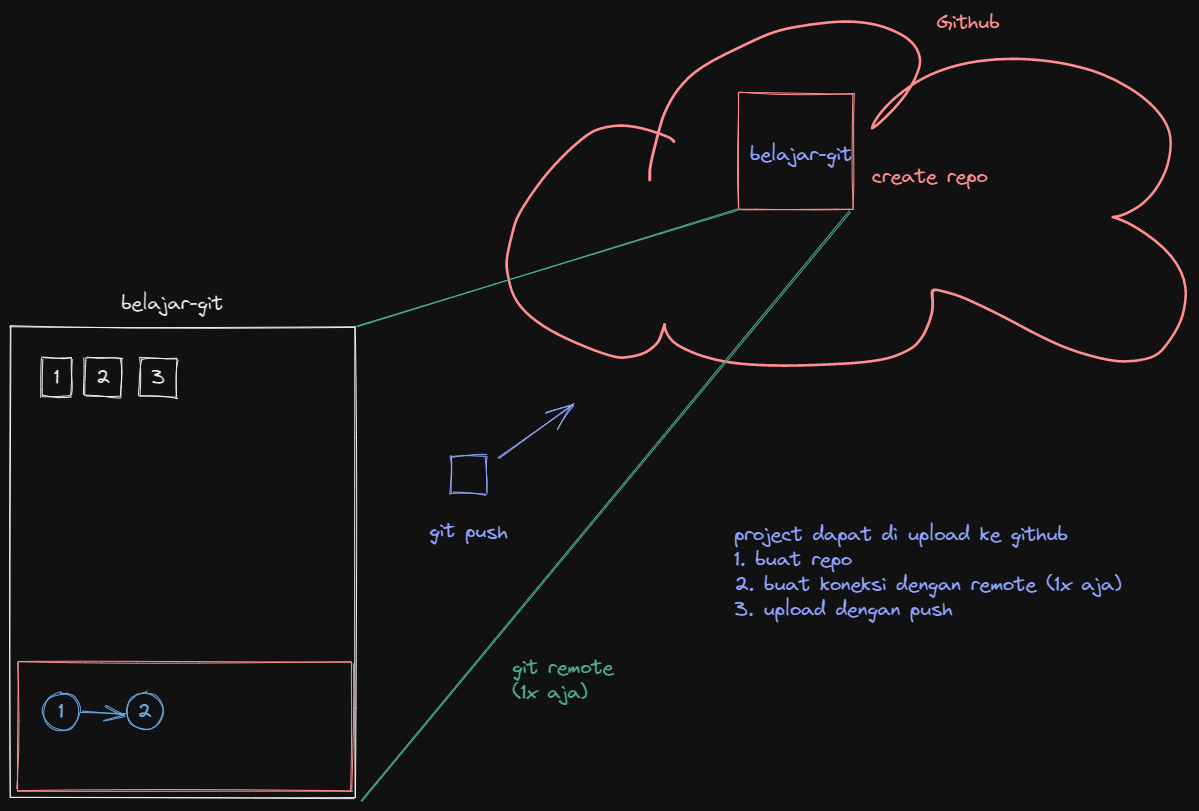 Github
belajar-git
create repo
belajar-git
1 2 3
git push
project dapat di upload ke github
1. buat repo
2. buat koneksi dengan remote (1x aja)
3. upload dengan push
git remote
(1x aja)
1 2